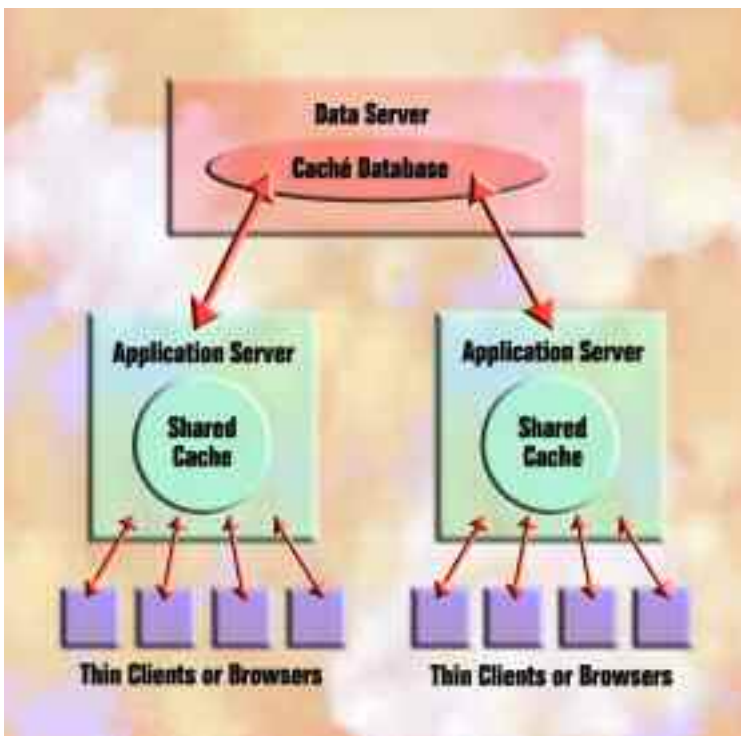 Data Server
Caché Database
Application Server
Shared
Cache
Application Server
Shared
Cache
Thin Clients or Browsers
Thin Clients or Browsers